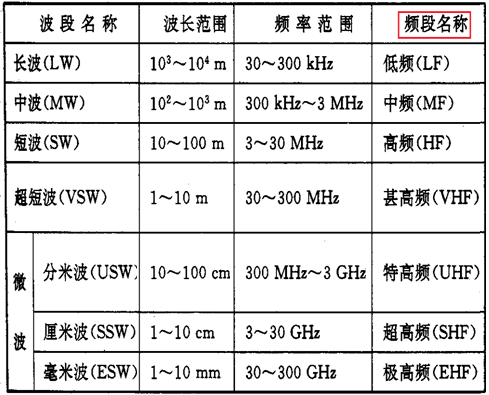 波段名称 波长范围 频率范围 频段名称
长波(LW) 10³～10⁴ m 30～300 kHz 低频(LF)
中波(MW) 10²～10³ m 300 kHz～3 MHz 中频(MF)
短波(SW) 10～100 m 3～30 MHz 高频(HF)
超短波(VSW) 1～10 m 30～300 MHz 甚高频(VHF)
微波 分米波(USW) 10～100 cm 300 MHz～3 GHz 特高频(UHF)
厘米波(SSW) 1～10 cm 3～30 GHz 超高频(SHF)
毫米波(ESW) 1～10 mm 30～300 GHz 极高频(EHF)